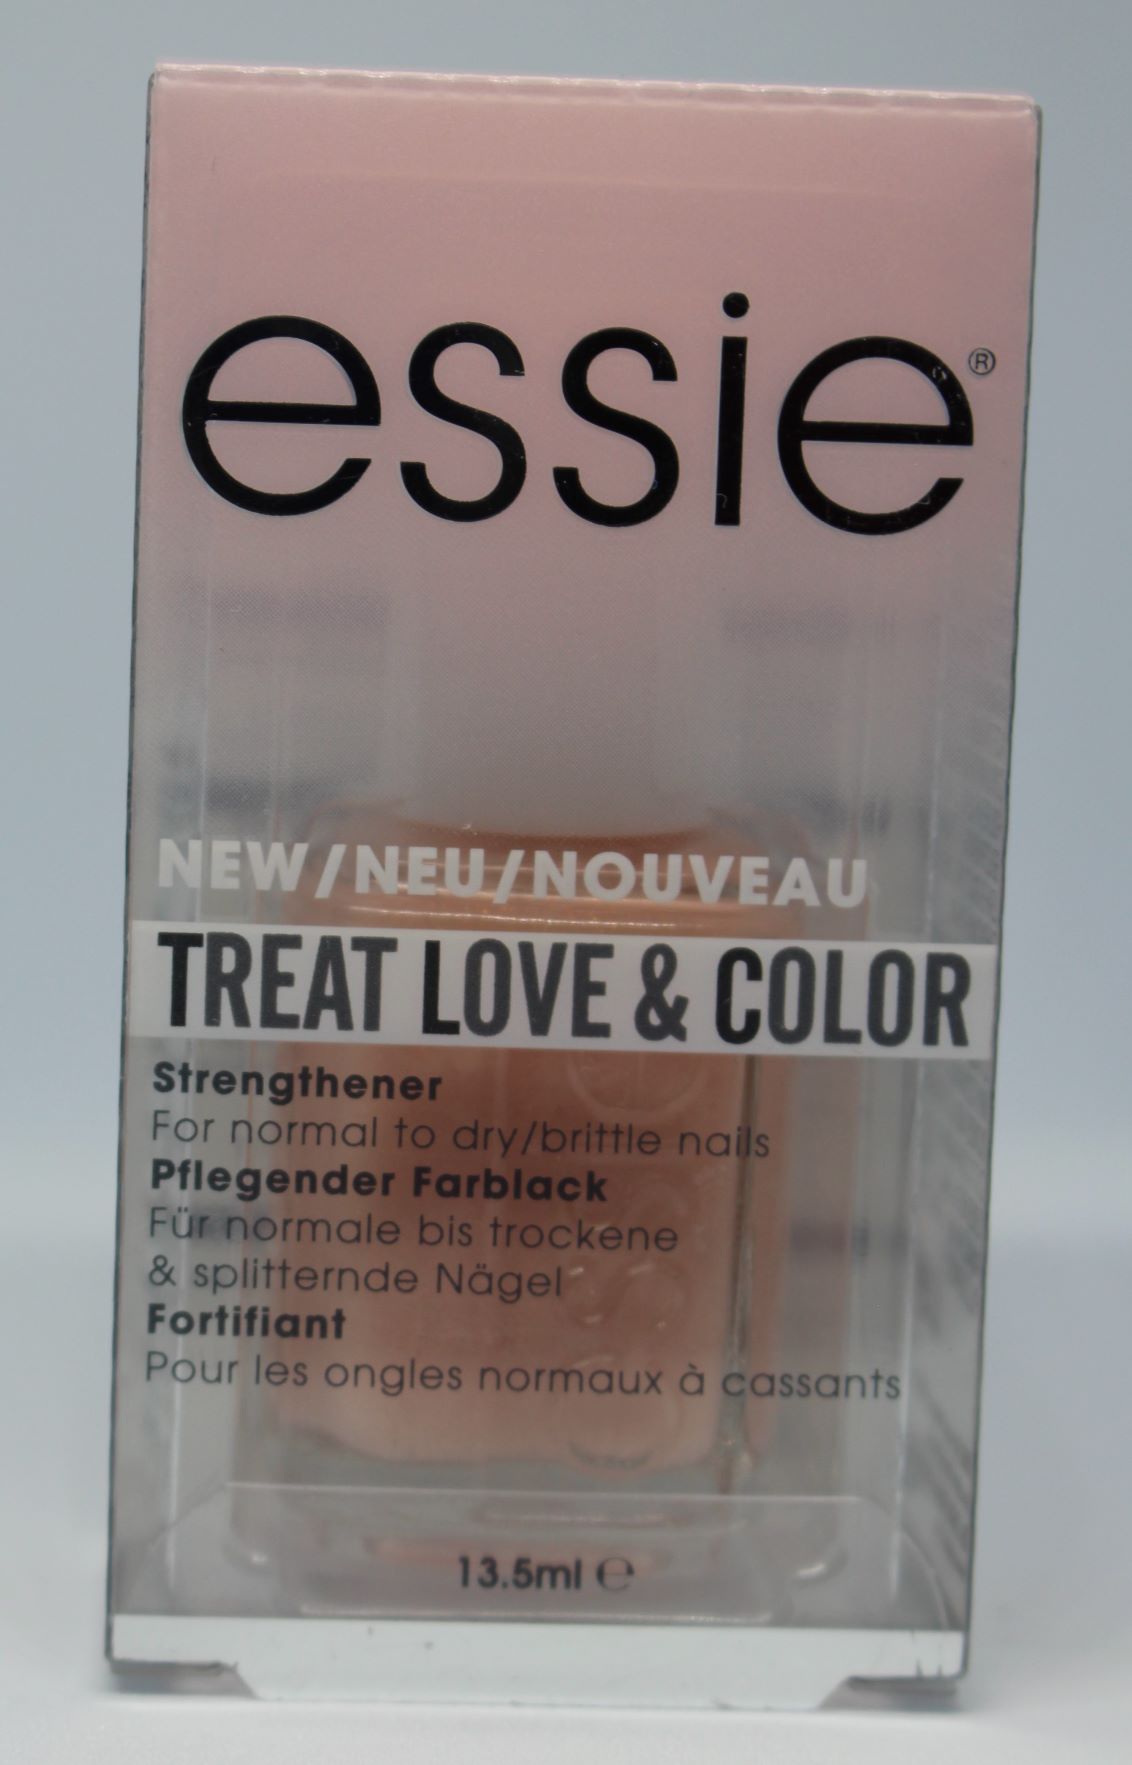 essie®
NEW/NEU/NOUVEAU
TREAT LOVE & COLOR
Strengthener
For normal to dry/brittle nails
Pflegender Farblack
Für normale bis trockene
& splitternde Nägel
Fortifiant
Pour les ongles normaux à cassants
13.5ml ℮